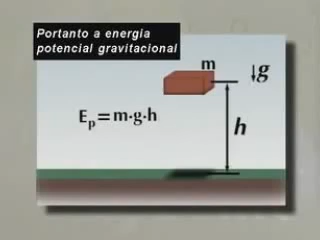 Portanto a energia
potencial gravitacional
m
g
Ep=m·g·h
h